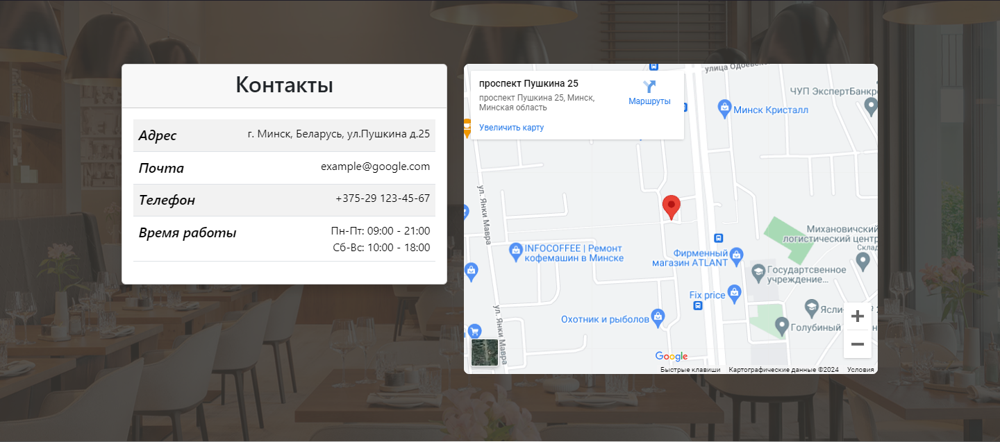 Контакты
Адрес
г. Минск, Беларусь, ул.Пушкина д.25
Почта
example@google.com
Телефон
+375-29 123-45-67
Время работы
Пн-Пт: 09:00 - 21:00
Сб-Вс: 10:00 - 18:00
проспект Пушкина 25
проспект Пушкина 25, Минск,
Минская область
Маршруты
Увеличить карту
улица
ЧУП ЭкспертБанкр
Минск Кристалл
ул. Янки Мавра
Михановичский
логистический центр
Склад
INFOCOFFEE | Ремонт
кофемашин в Минске
Фирменный
магазин ATLANT
Государтсвенное
учреждение...
Fix price
Охотник и рыболов
Ясли
Голубиный
ул. Янки Мавра
Google
Быстрые клавиши
Картографические данные ©2024
Условия